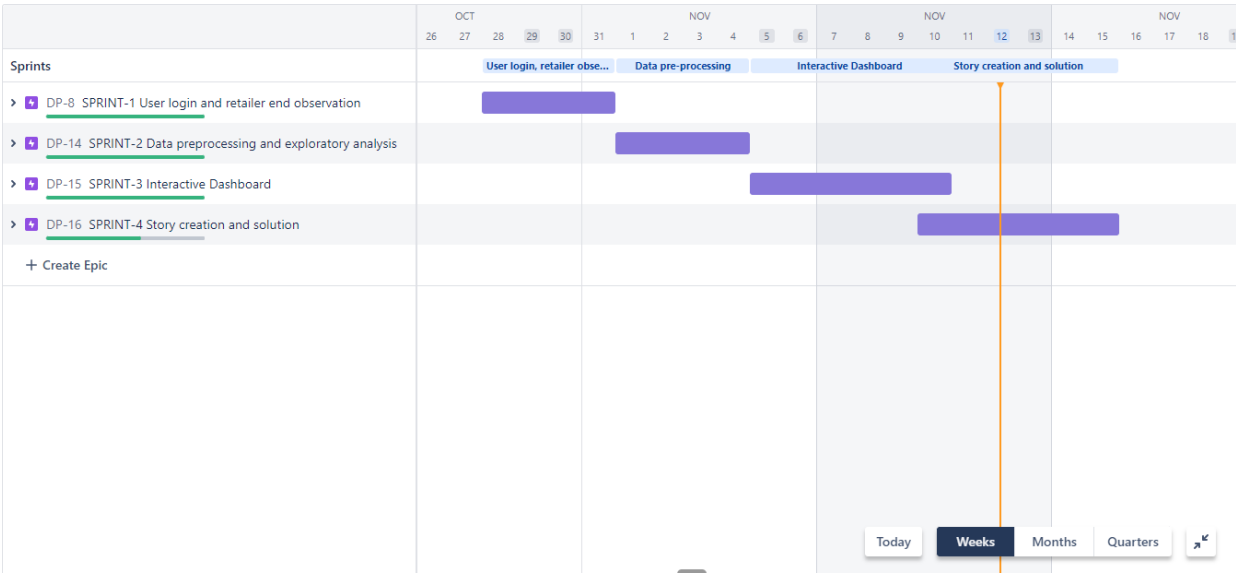 OCT NOV NOV NOV
26 27 28 29 30 31 1 2 3 4 5 6 7 8 9 10 11 12 13 14 15 16 17 18
Sprints User login, retailer obse... Data pre-processing Interactive Dashboard Story creation and solution
DP-8 SPRINT-1 User login and retailer end observation
DP-14 SPRINT-2 Data preprocessing and exploratory analysis
DP-15 SPRINT-3 Interactive Dashboard
DP-16 SPRINT-4 Story creation and solution
+ Create Epic
Today Weeks Months Quarters